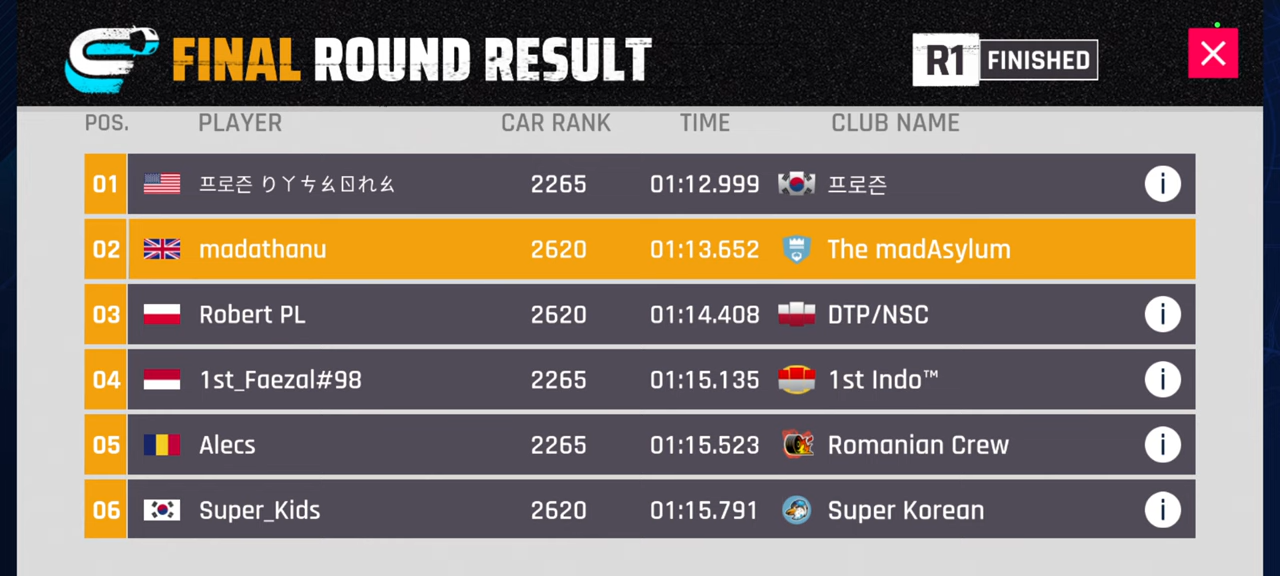 FINAL ROUND RESULT R1 FINISHED
POS. PLAYER CAR RANK TIME CLUB NAME
01 프로즌 りㄚㄘㄠ로れㄠ 2265 01:12.999 프로즌
02 madathanu 2620 01:13.652 The madAsylum
03 Robert PL 2620 01:14.408 DTP/NSC
04 1st_Faezal#98 2265 01:15.135 1st Indo™
05 Alecs 2265 01:15.523 Romanian Crew
06 Super_Kids 2620 01:15.791 Super Korean